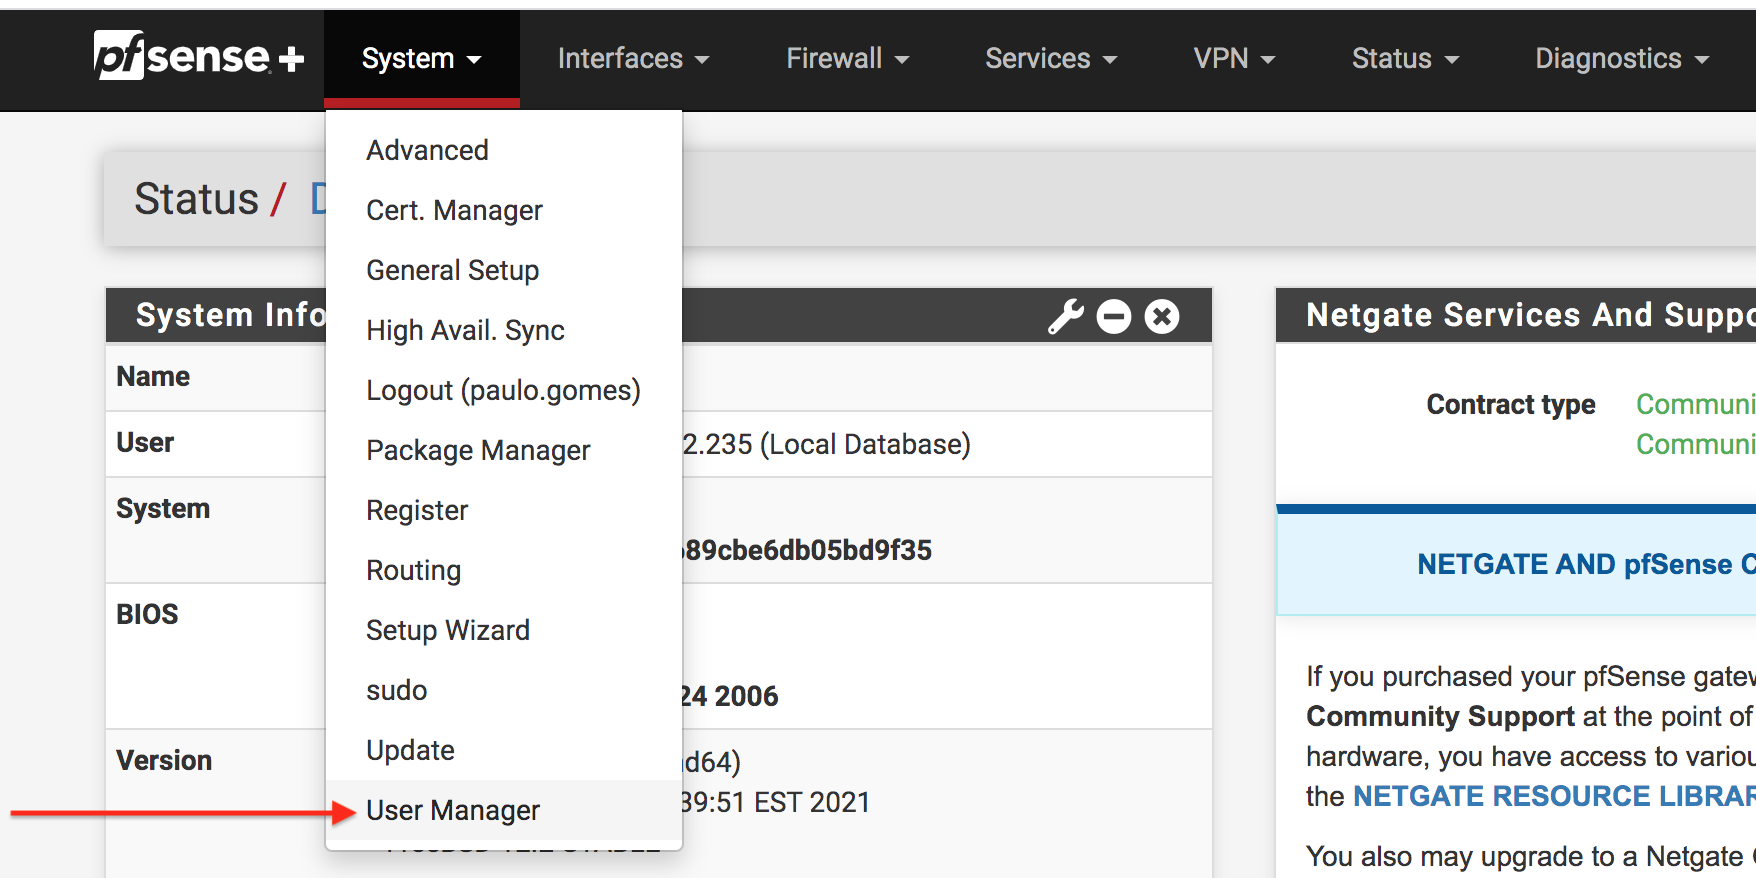 pfsense +
System
Interfaces
Firewall
Services
VPN
Status
Diagnostics
Status /
Advanced
Cert. Manager
General Setup
High Avail. Sync
Logout (paulo.gomes)
Package Manager
Register
Routing
Setup Wizard
sudo
Update
User Manager
System Info
Name
User
2.235 (Local Database)
System
89cbe6db05bd9f35
BIOS
24 2006
Version
d64)
39:51 EST 2021
Netgate Services And Suppo
Contract type
Communi
Communi
NETGATE AND pfSense C
If you purchased your pfSense gatew
Community Support at the point of
hardware, you have access to variou
the NETGATE RESOURCE LIBRAR
You also may upgrade to a Netgate